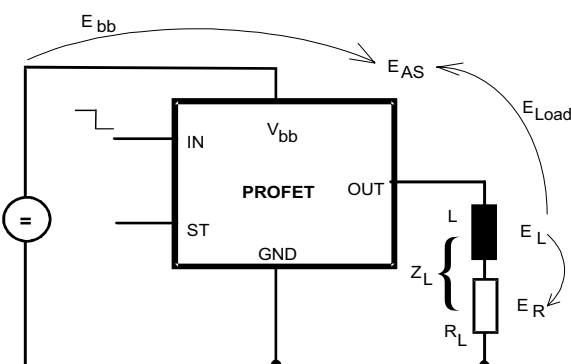 E bb
E AS
E Load
V bb
IN
PROFET
OUT
L
E L
ST
GND
Z L
E R
R L
=